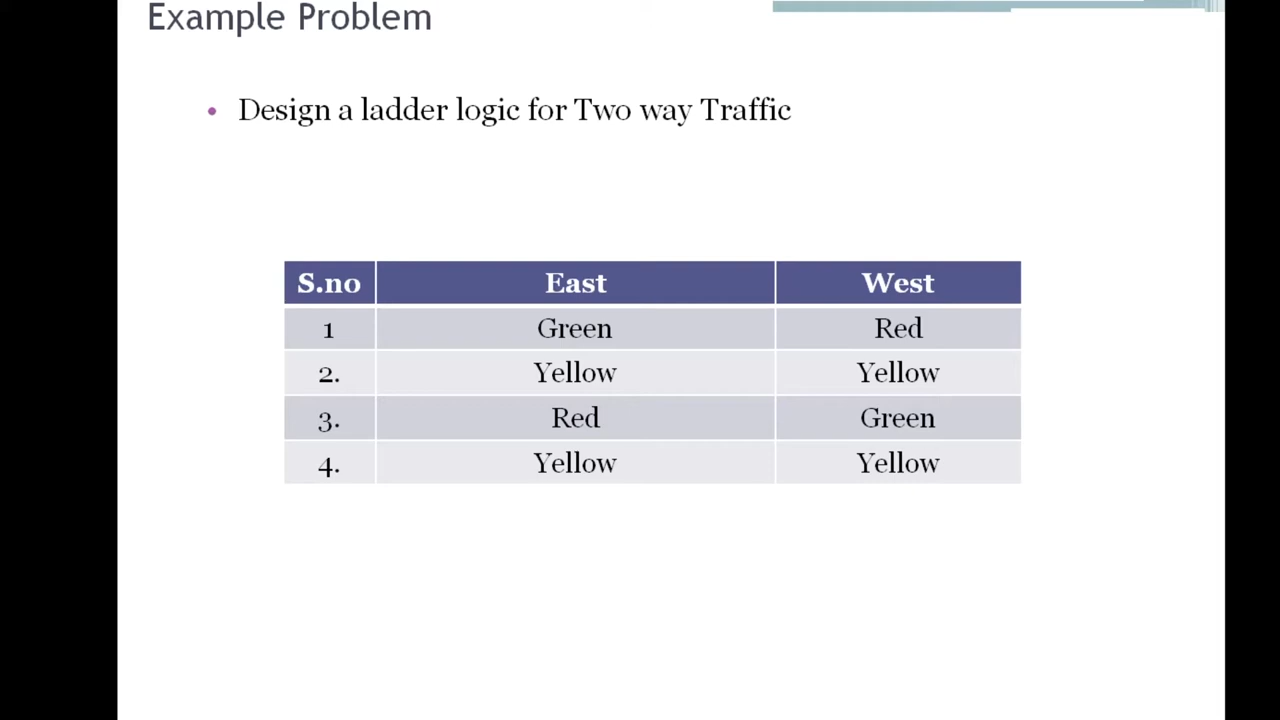 Example Problem
• Design a ladder logic for Two way Traffic
S.no East West
1 Green Red
2. Yellow Yellow
3. Red Green
4. Yellow Yellow